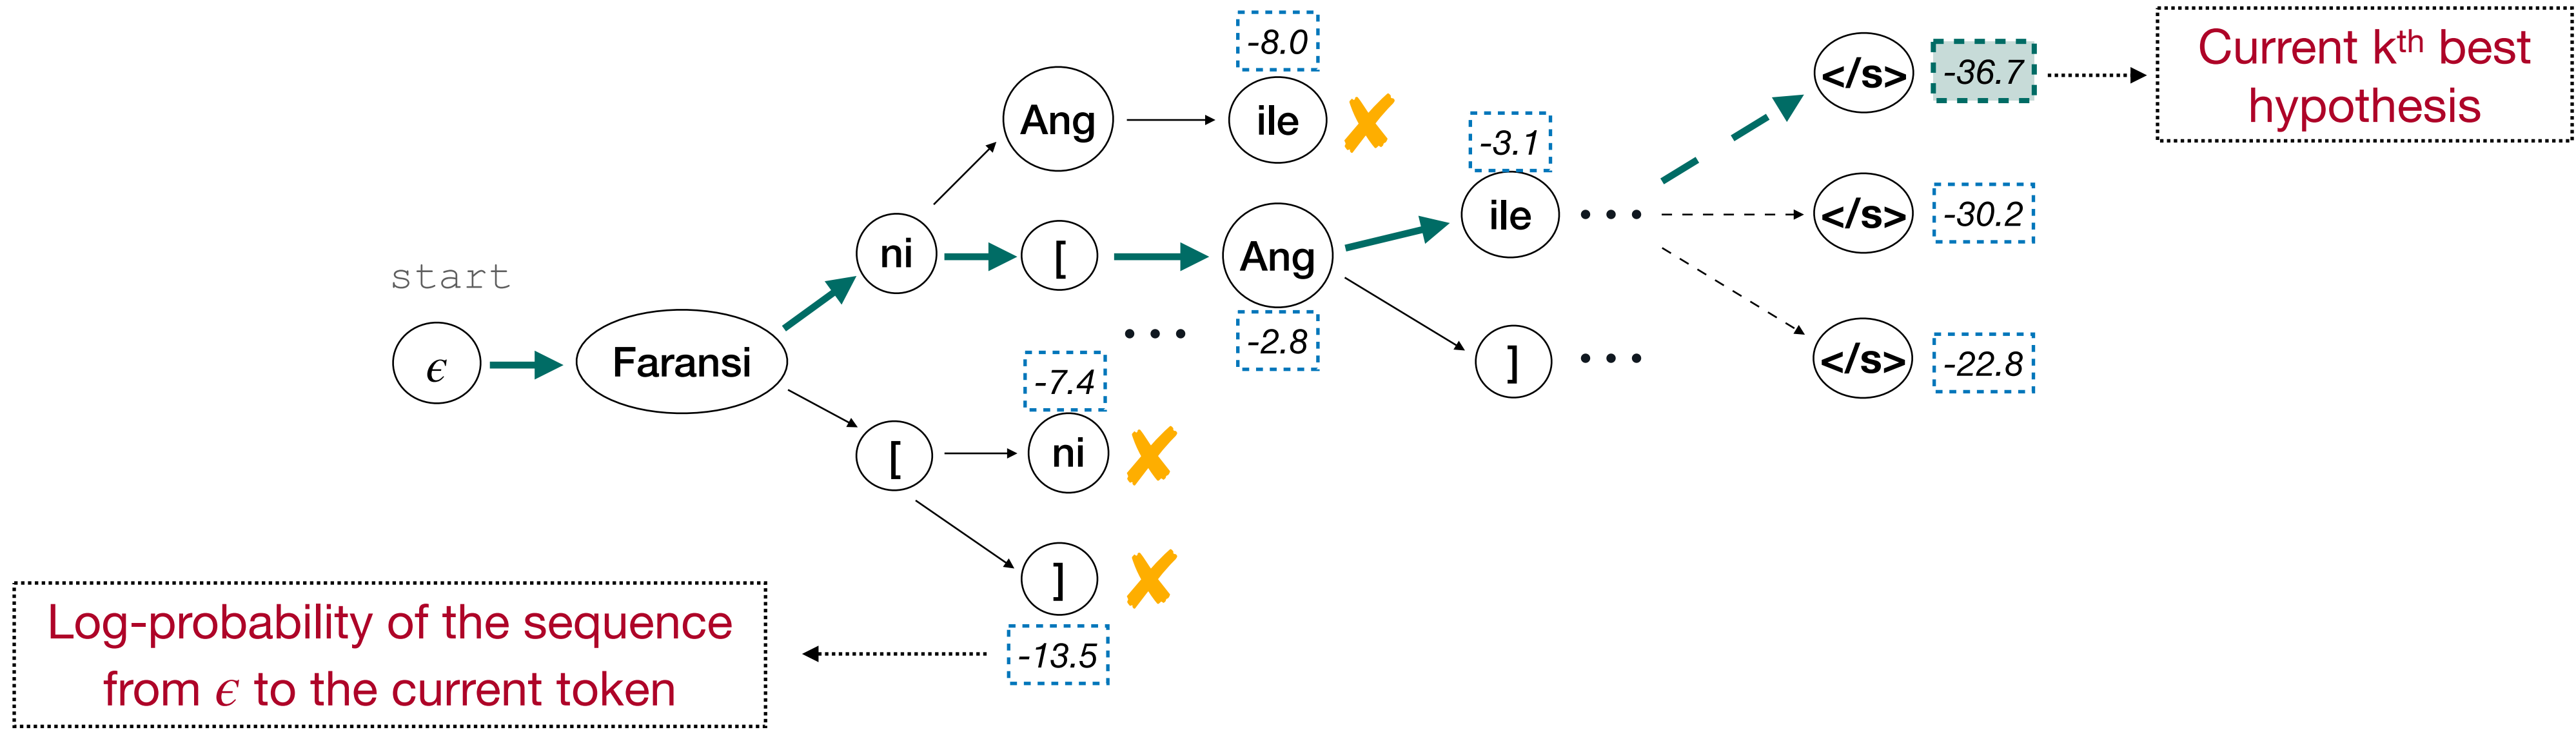 -8.0
Ang
ile
✘
-3.1
</s>
-36.7
Current kth best
hypothesis
start
ϵ
Faransi
ni
[
Ang
-2.8
ile
...
</s>
-30.2
]
...
</s>
-22.8
...
[
-7.4
ni
✘
]
✘
-13.5
Log-probability of the sequence
from ϵ to the current token